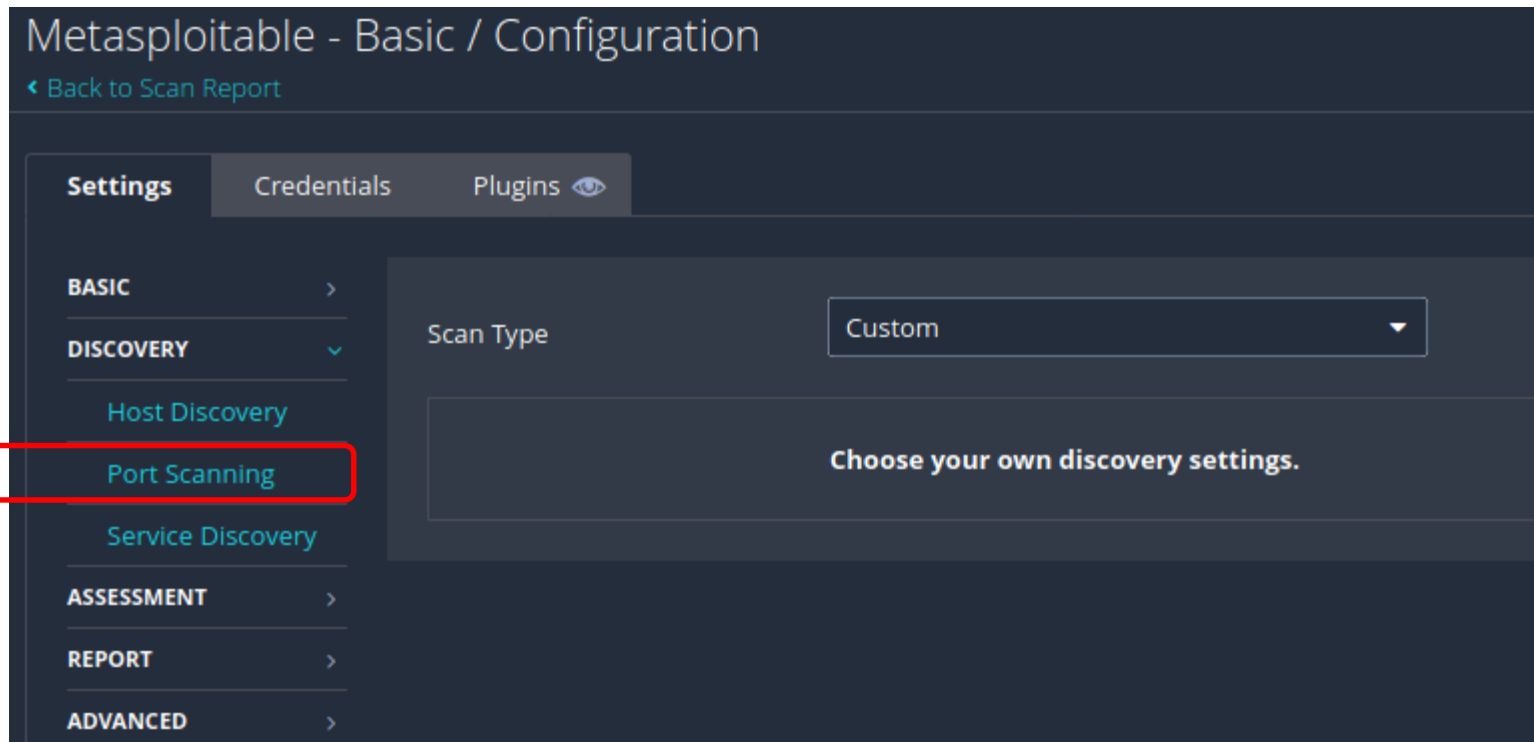 Metasploitable - Basic / Configuration
Back to Scan Report
Settings Credentials Plugins
BASIC
DISCOVERY
Host Discovery
Port Scanning
Service Discovery
ASSESSMENT
REPORT
ADVANCED
Scan Type Custom
Choose your own discovery settings.